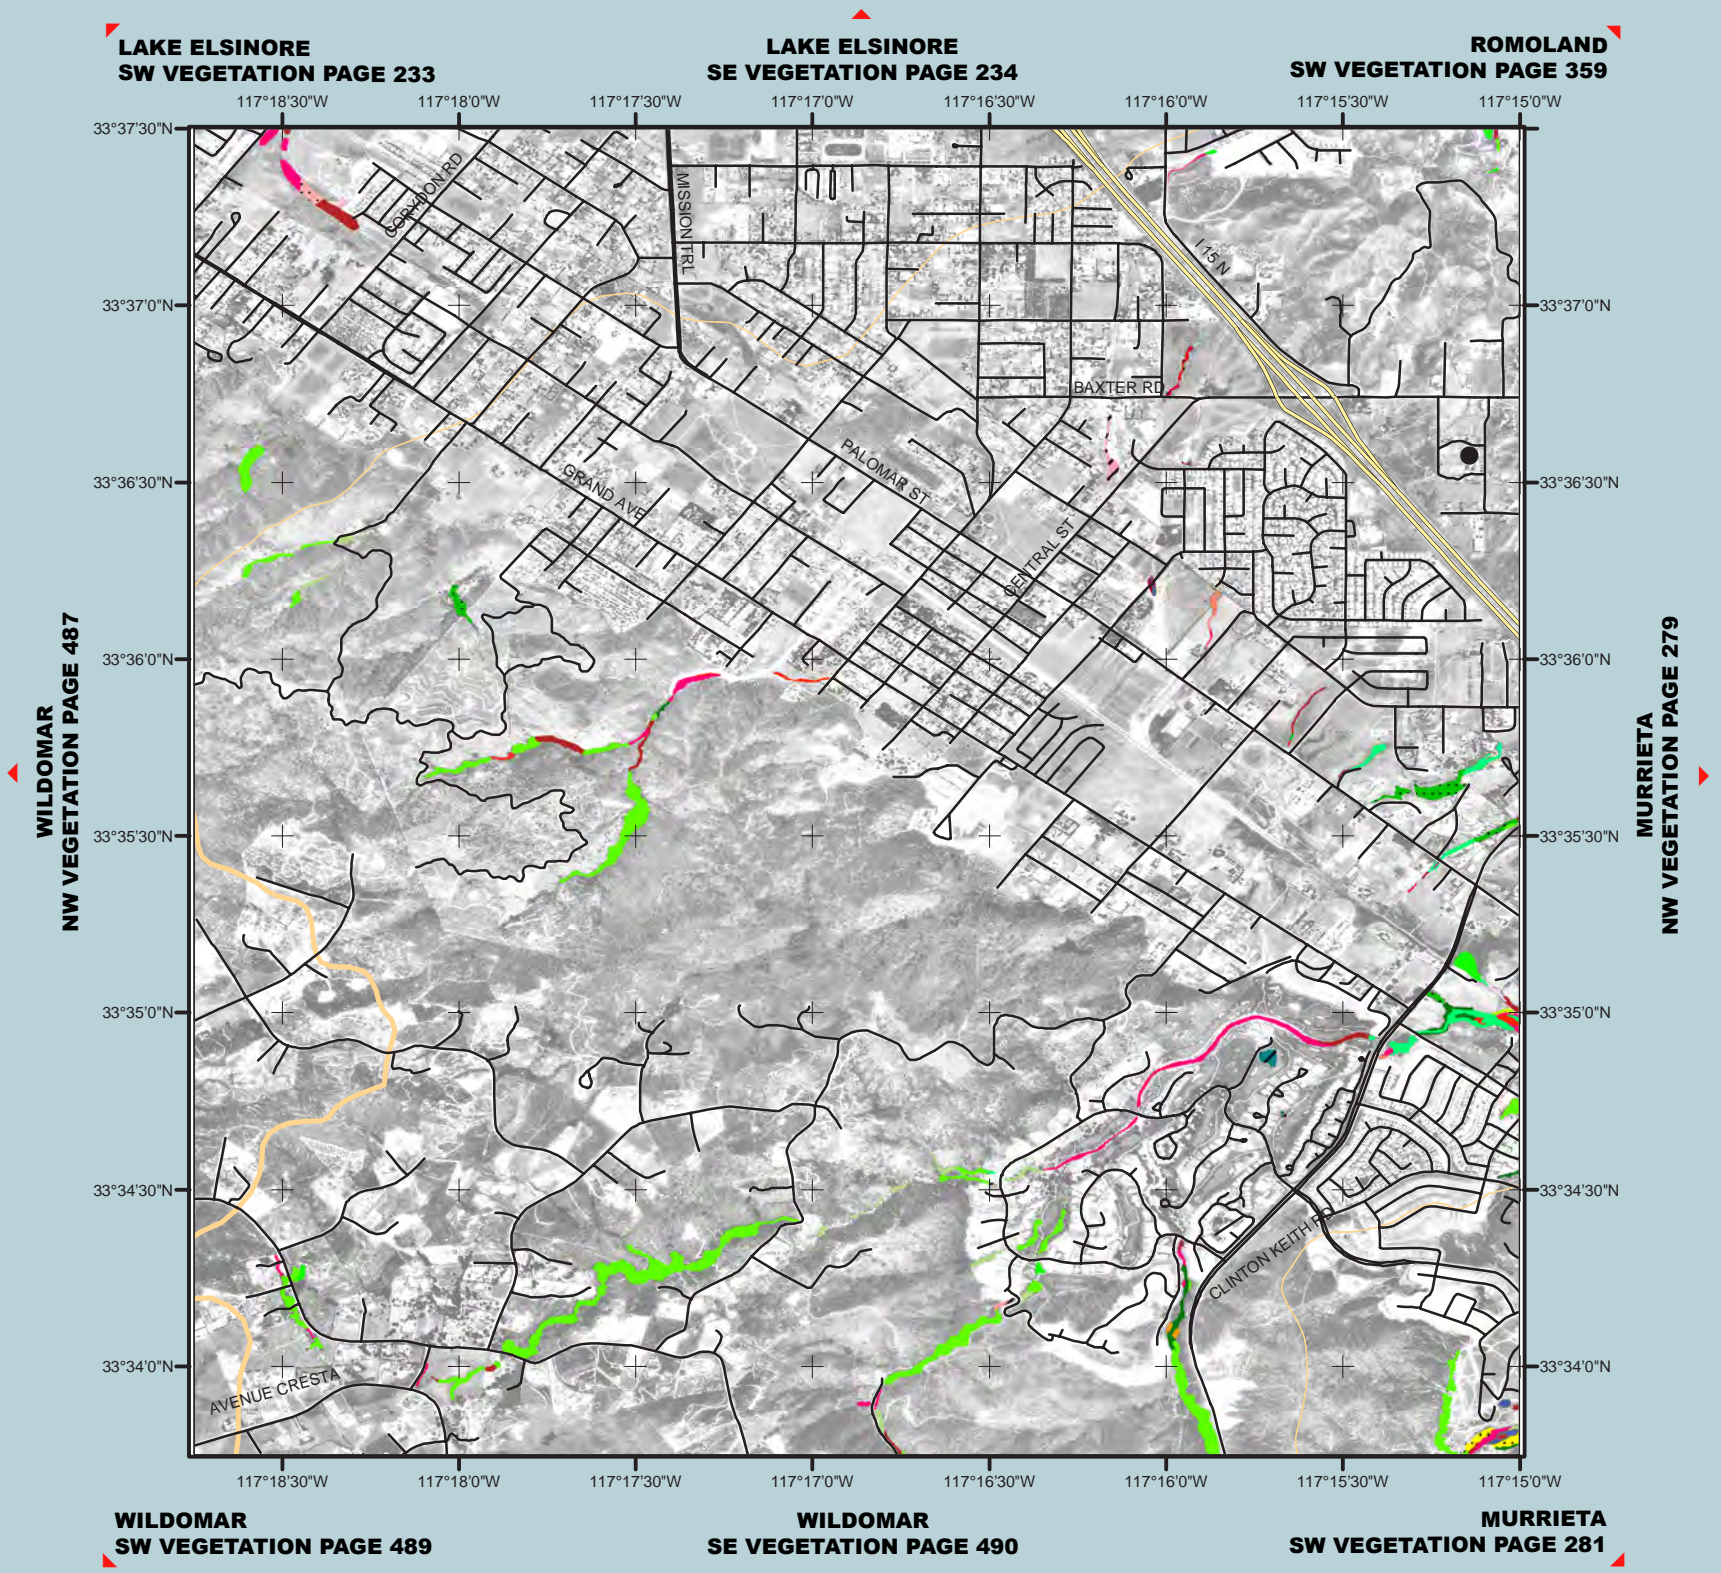 LAKE ELSINORE
SW VEGETATION PAGE 233
LAKE ELSINORE
SE VEGETATION PAGE 234
ROMOLAND
SW VEGETATION PAGE 359
117°18'30"W
117°18'0"W
117°17'30"W
117°17'0"W
117°16'30"W
117°16'0"W
117°15'30"W
117°15'0"W
33°37'30"N
33°37'30"N
CORYDON RD
MISSION TRL
I 15 N
33°37'0"N
33°37'0"N
BAXTER RD
PALOMAR ST
GRAND AVE
33°36'30"N
33°36'30"N
CENTRAL ST
33°36'0"N
33°36'0"N
WILDOMAR
NW VEGETATION PAGE 487
MURRIETA
NW VEGETATION PAGE 279
33°35'30"N
33°35'30"N
33°35'0"N
33°35'0"N
33°34'30"N
33°34'30"N
CLINTON KEITH RD
33°34'0"N
33°34'0"N
AVENUE CRESTA
117°18'30"W
117°18'0"W
117°17'30"W
117°17'0"W
117°16'30"W
117°16'0"W
117°15'30"W
117°15'0"W
WILDOMAR
SW VEGETATION PAGE 489
WILDOMAR
SE VEGETATION PAGE 490
MURRIETA
SW VEGETATION PAGE 281